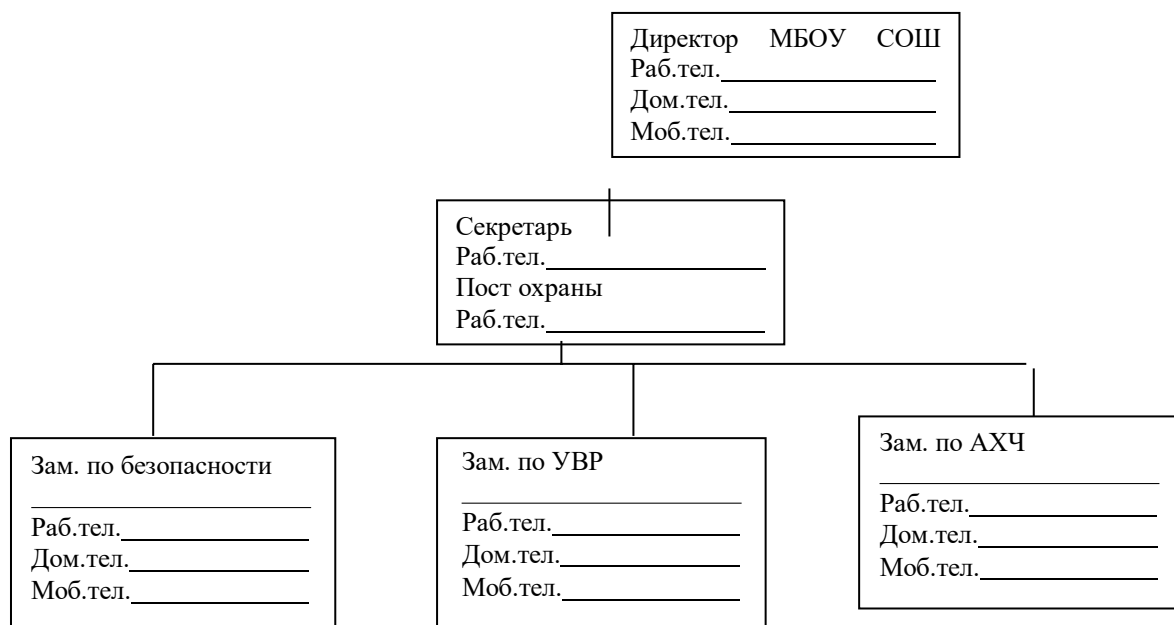 Директор МБОУ СОШ
Раб.тел.
Дом.тел.
Моб.тел.
Секретарь
Раб.тел.
Пост охраны
Раб.тел.
Зам. по безопасности
Раб.тел.
Дом.тел.
Моб.тел.
Зам. по УВР
Раб.тел.
Дом.тел.
Моб.тел.
Зам. по АХЧ
Раб.тел.
Дом.тел.
Моб.тел.